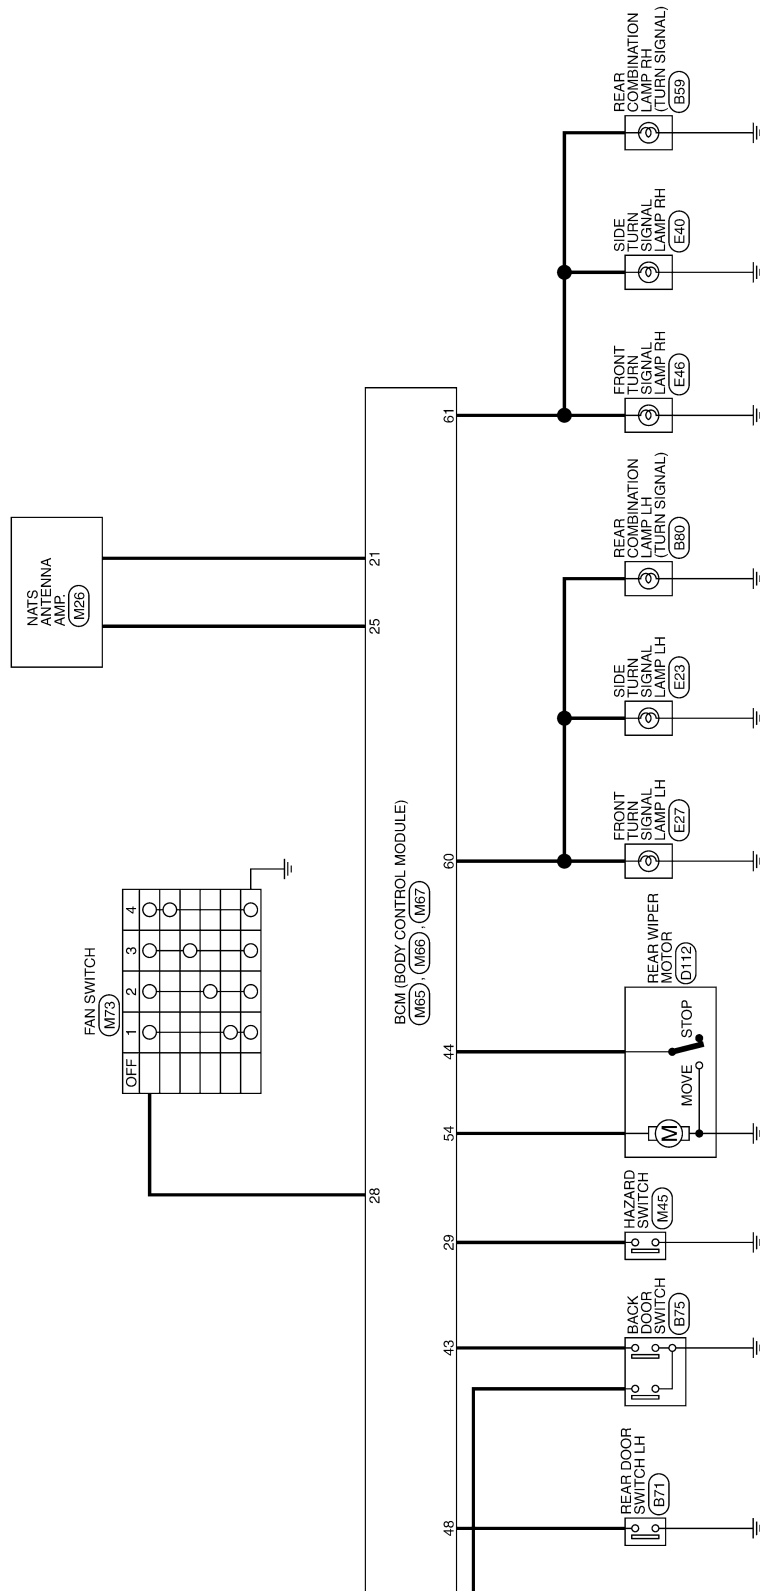 REAR
COMBINATION
LAMP RH
(TURN SIGNAL)
B59
SIDE
TURN
SIGNAL
LAMP RH
E40
FRONT
TURN
SIGNAL
LAMP RH
E46
61
REAR
COMBINATION
LAMP LH
(TURN SIGNAL)
B80
NATS
ANTENNA
AMP.
M26
21
25
SIDE
TURN
SIGNAL
LAMP LH
E23
FRONT
TURN
SIGNAL
LAMP LH
E27
60
BCM (BODY CONTROL MODULE)
M65 , M66 , M67
FAN SWITCH
M73
OFF 1 2 3 4
28
REAR WIPER
MOTOR
D112
44
STOP
MOVE
M
54
HAZARD
SWITCH
M45
29
BACK
DOOR
SWITCH
B75
43
REAR DOOR
SWITCH LH
B71
48